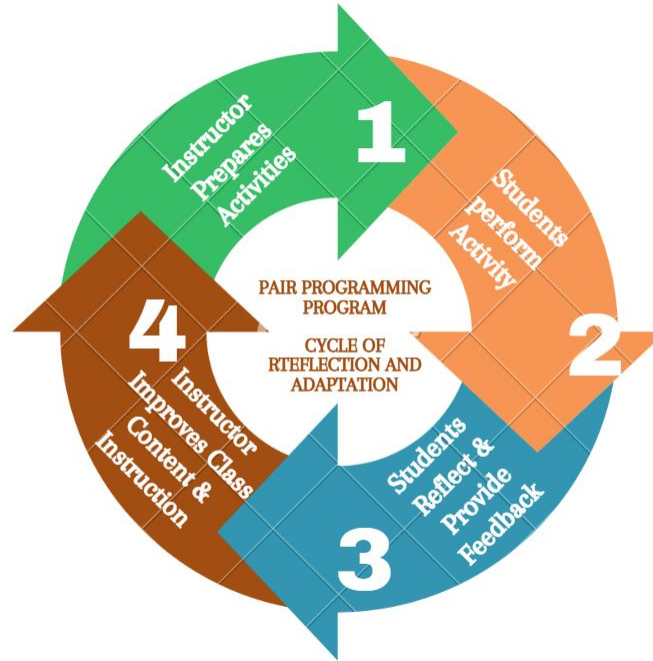 1
Instructor
Prepares
Activities
2
Students
perform
Activity
3
Students
Reflect &
Provide
Feedback
4
Instructor
Improves Class
Content &
Instruction
PAIR PROGRAMMING
PROGRAM
CYCLE OF
RTEFLECTION AND
ADAPTATION